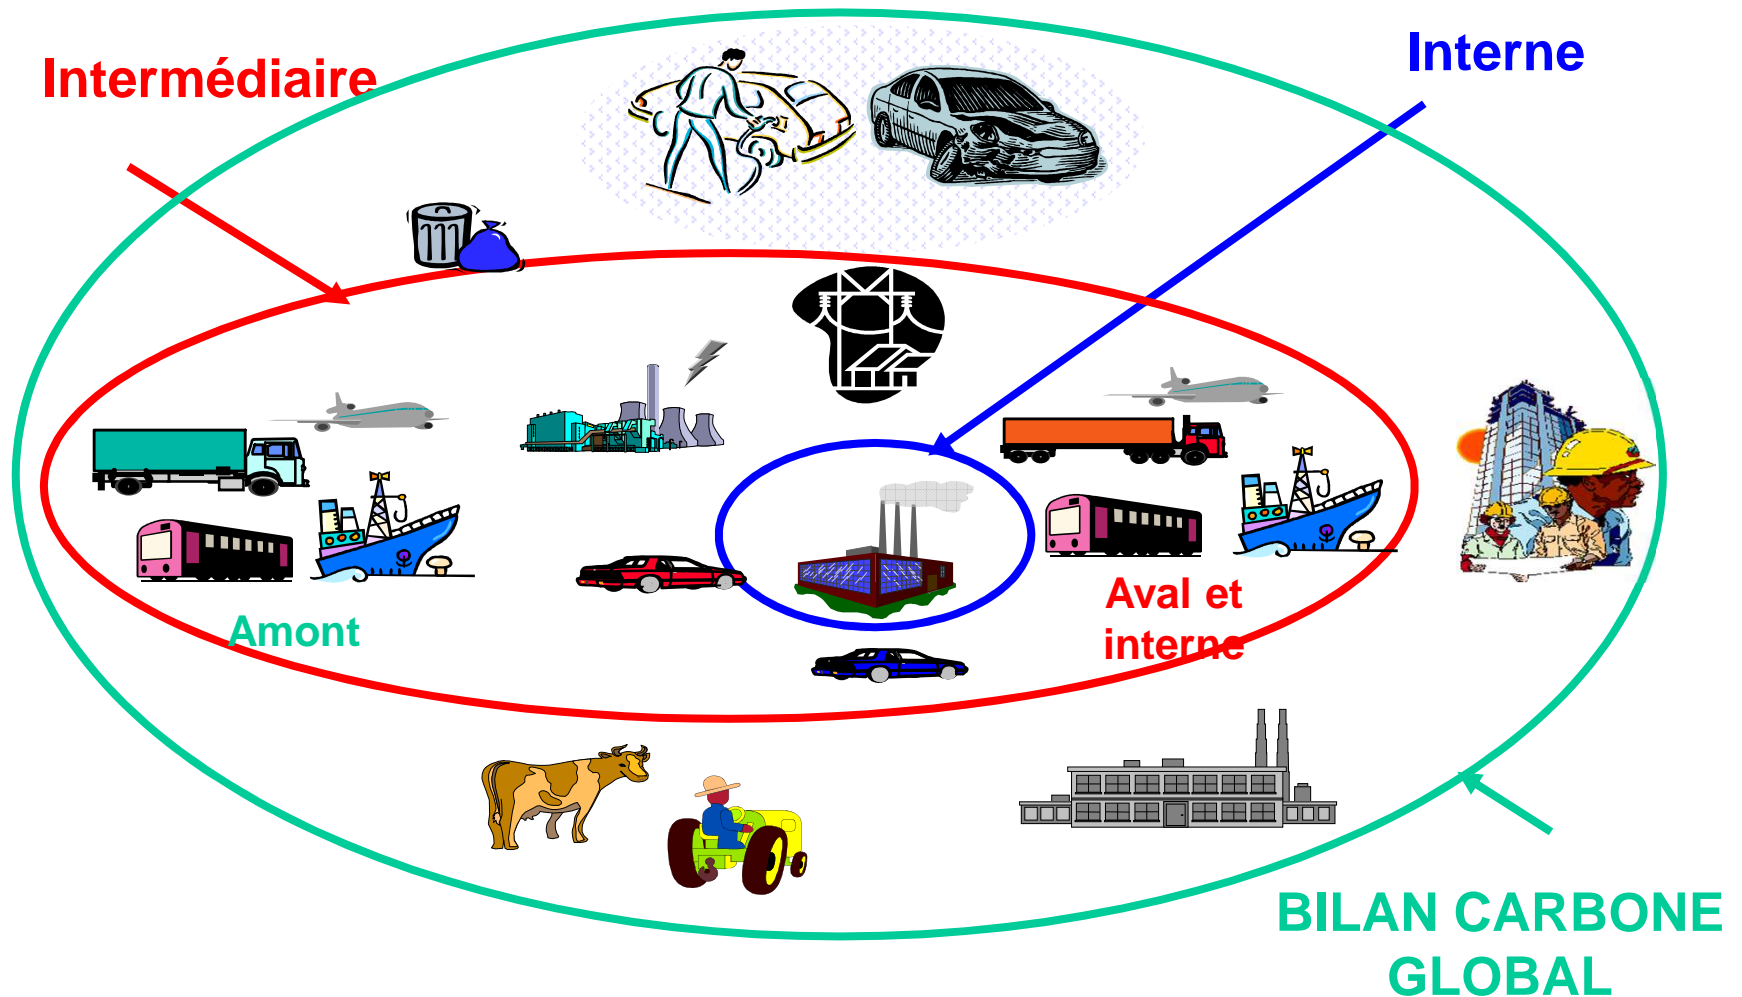 Intermédiaire
Interne
Amont
Aval et
interne
BILAN CARBONE
GLOBAL